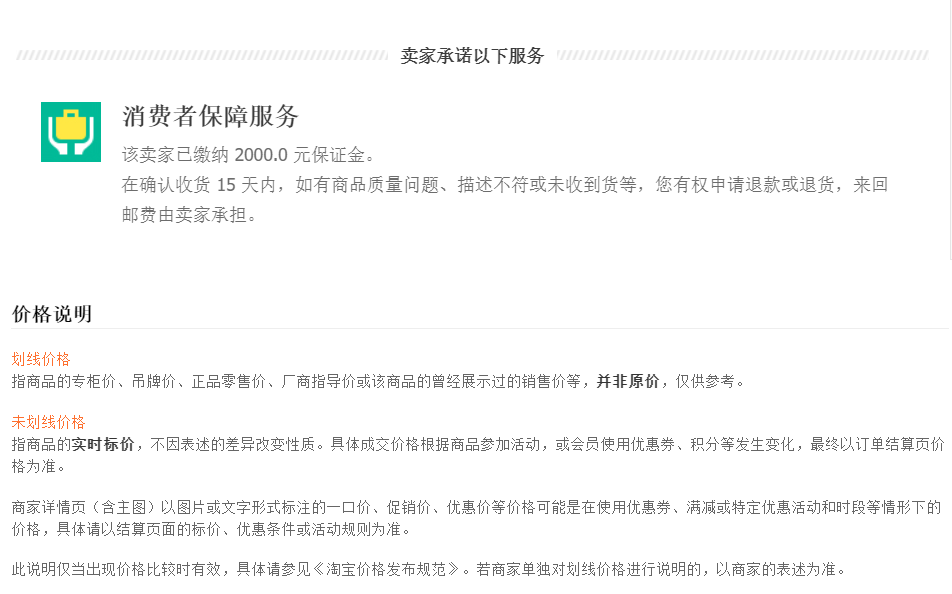 卖家承诺以下服务
消费者保障服务
该卖家已缴纳 2000.0 元保证金。
在确认收货 15 天内，如有商品质量问题、描述不符或未收到货等，您有权申请退款或退货，来回
邮费由卖家承担。
价格说明
划线价格
指商品的专柜价、吊牌价、正品零售价、厂商指导价或该商品的曾经展示过的销售价等，并非原价，仅供参考。
未划线价格
指商品的实时标价，不因表述的差异改变性质。具体成交价格根据商品参加活动，或会员使用优惠券、积分等发生变化，最终以订单结算页价
格为准。
商家详情页（含主图）以图片或文字形式标注的一口价、促销价、优惠价等价格可能是在使用优惠券、满减或特定优惠活动和时段等情形下的
价格，具体请以结算页面的标价、优惠条件或活动规则为准。
此说明仅当出现价格比较时有效，具体请参见《淘宝价格发布规范》。若商家单独对划线价格进行说明的，以商家的表述为准。